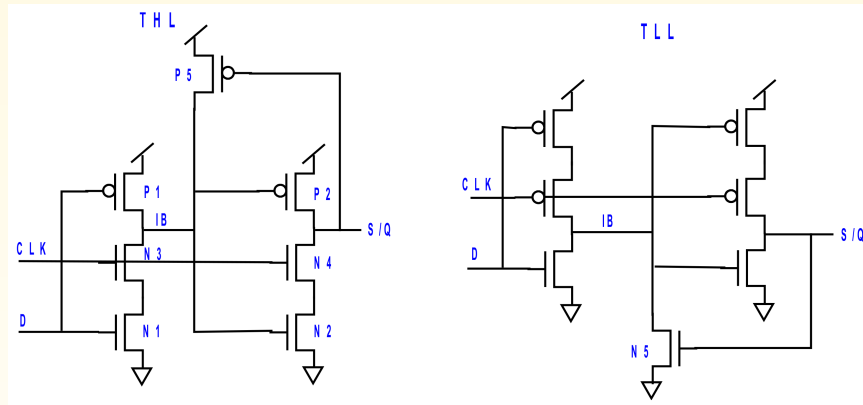 THL
TLL
P5
P1
P2
CLK
IB
S/Q
CLK
N3
N4
IB
S/Q
D
D
N1
N2
N5